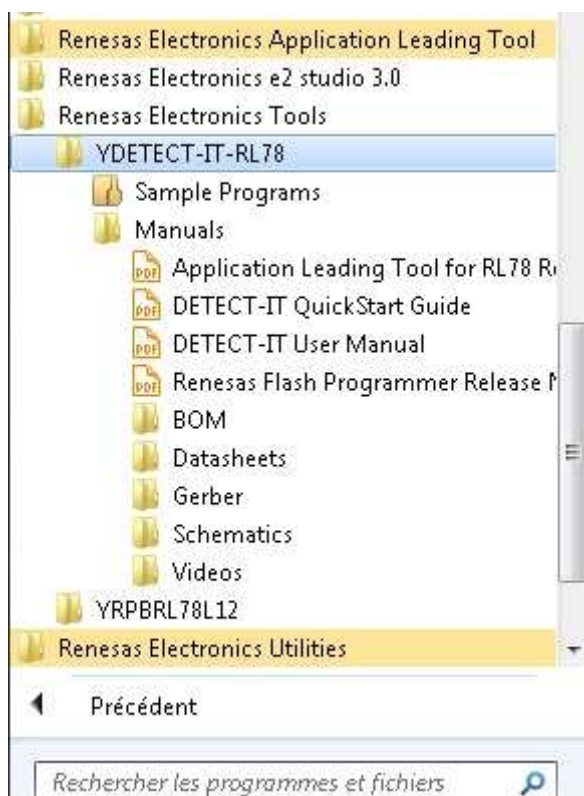 Renesas Electronics Application Leading Tool
Renesas Electronics e2 studio 3.0
Renesas Electronics Tools
YDETECT-IT-RL78
Sample Programs
Manuals
Application Leading Tool for RL78
DETECT-IT QuickStart Guide
DETECT-IT User Manual
Renesas Flash Programmer Release
BOM
Datasheets
Gerber
Schematics
Videos
YRPBRL78L12
Renesas Electronics Utilities
Précédent
Rechercher les programmes et fichiers